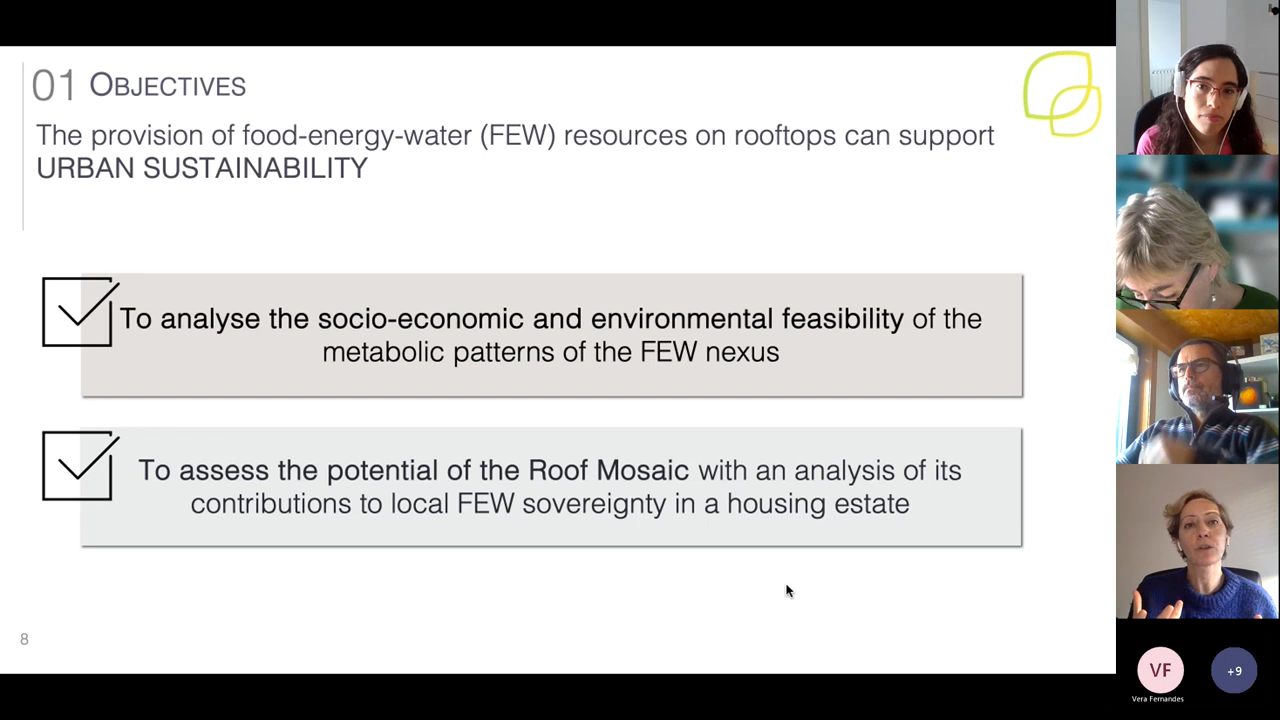 01 OBJECTIVES
The provision of food-energy-water (FEW) resources on rooftops can support
URBAN SUSTAINABILITY
To analyse the socio-economic and environmental feasibility of the
metabolic patterns of the FEW nexus
To assess the potential of the Roof Mosaic with an analysis of its
contributions to local FEW sovereignty in a housing estate
8
VF
+9
Vera Fernandes